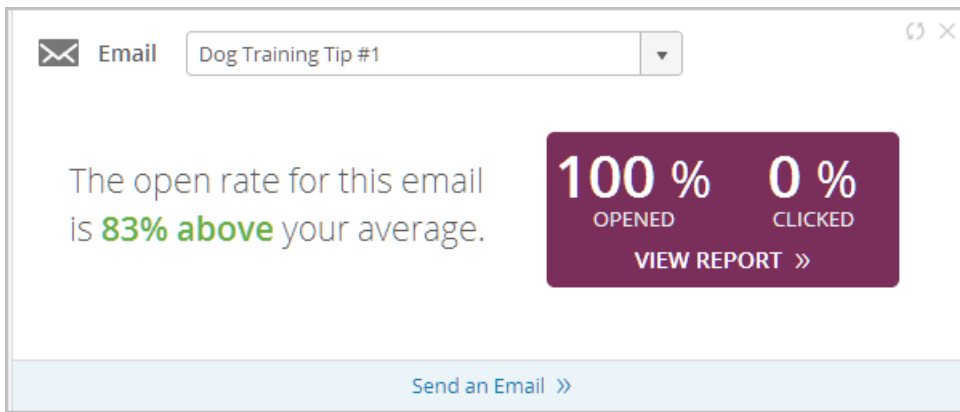 Email
Dog Training Tip #1
The open rate for this email
is 83% above your average.
100 % 0 %
OPENED CLICKED
VIEW REPORT »
Send an Email »